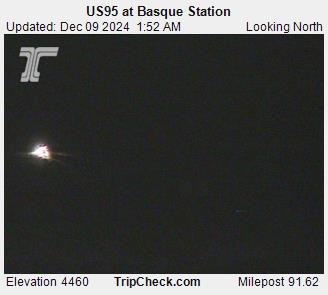 US95 at Basque Station
Updated: Dec 09 2024 1:52 AM Looking North
Elevation 4460 TripCheck.com Milepost 91.62